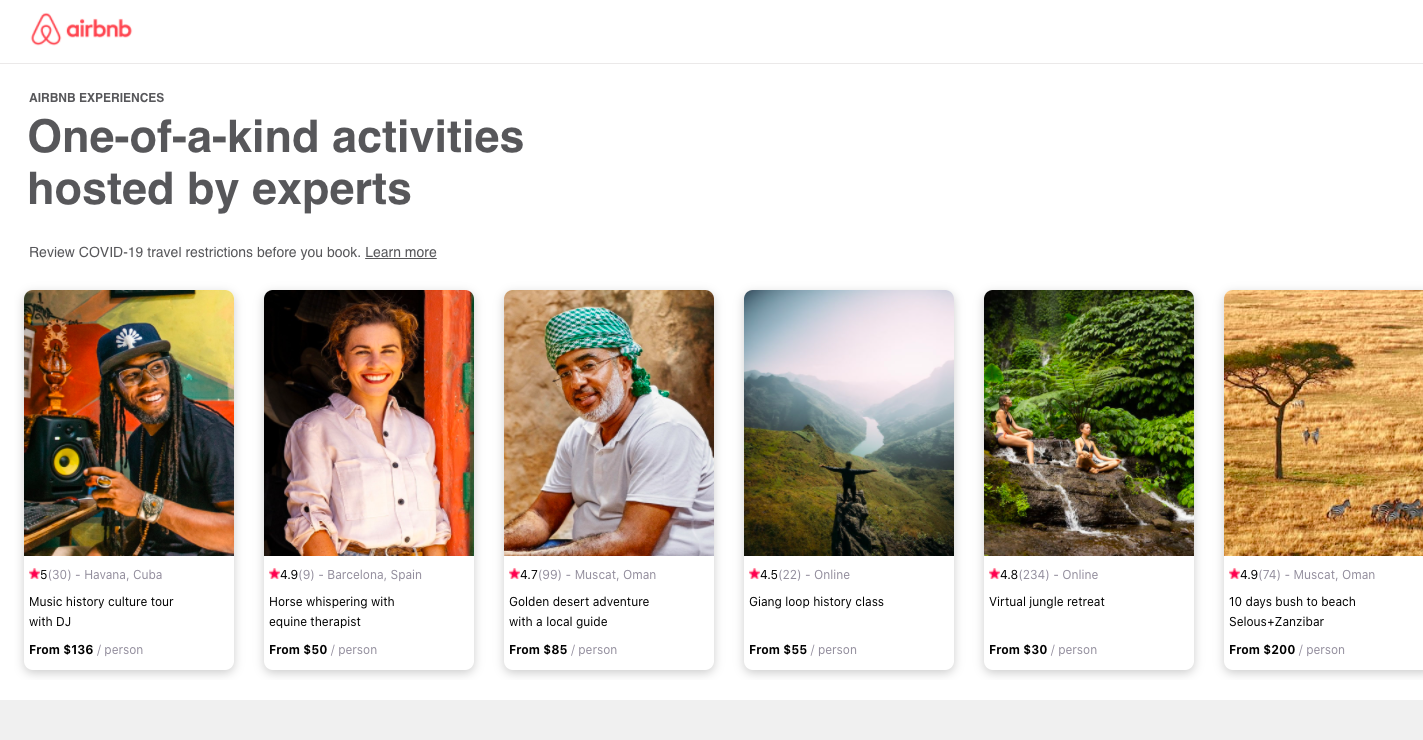 airbnb
AIRBNB EXPERIENCES
One-of-a-kind activities
hosted by experts
Review COVID-19 travel restrictions before you book. Learn more
5(30) - Havana, Cuba
Music history culture tour
with DJ
From $136 / person
4.9(9) - Barcelona, Spain
Horse whispering with
equine therapist
From $50 / person
4.7(99) - Muscat, Oman
Golden desert adventure
with a local guide
From $85 / person
4.5(22) - Online
Giang loop history class
From $55 / person
4.8(234) - Online
Virtual jungle retreat
From $30 / person
4.9(74) - Muscat, Oman
10 days bush to beach
Selous+Zanzibar
From $200 / person